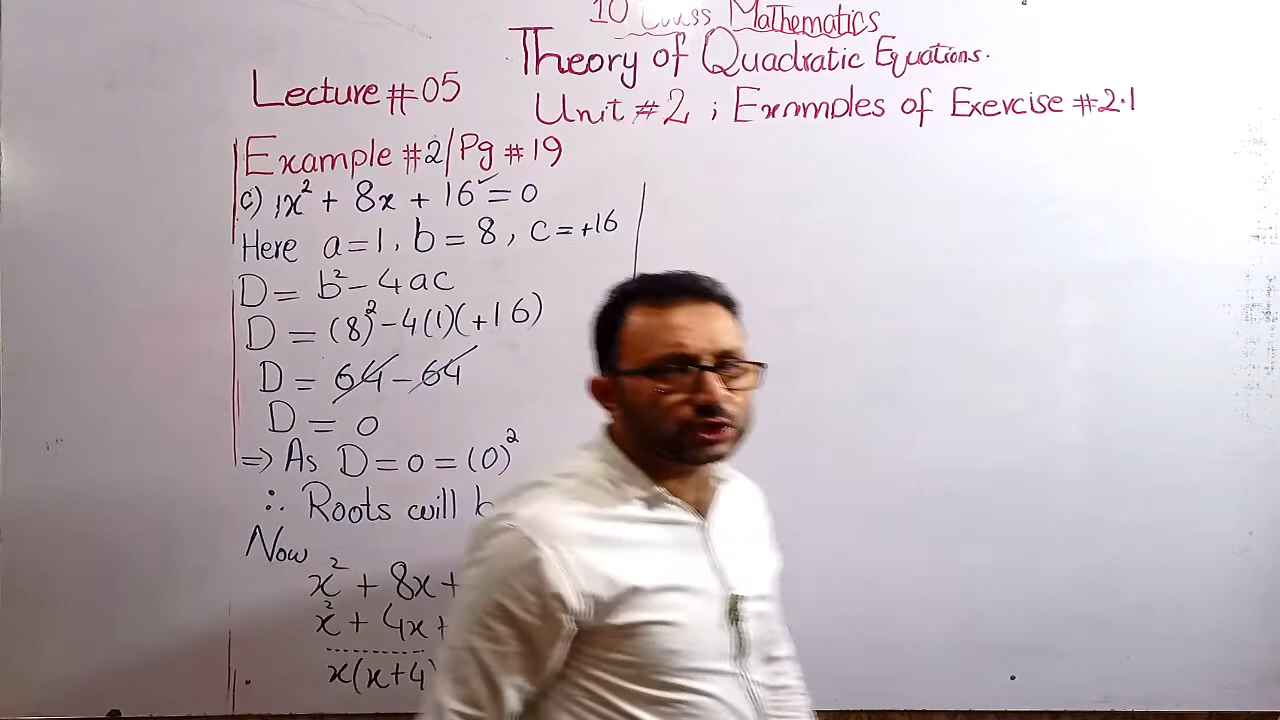 10 Class Mathematics
Theory of Quadratic Equations.
Lecture #05
Unit #2 ; Examples of Exercise #2.1
Example #2/Pg #19
c) 1x² + 8x + 16 = 0
Here a=1, b=8, c=+16
D = b² - 4ac
D = (8)² - 4(1)(+16)
D = 64 - 64
D = 0
⇒ As D = 0 = (0)²
∴ Roots will
Now
x² + 8x +
x² + 4x +
x(x+4)